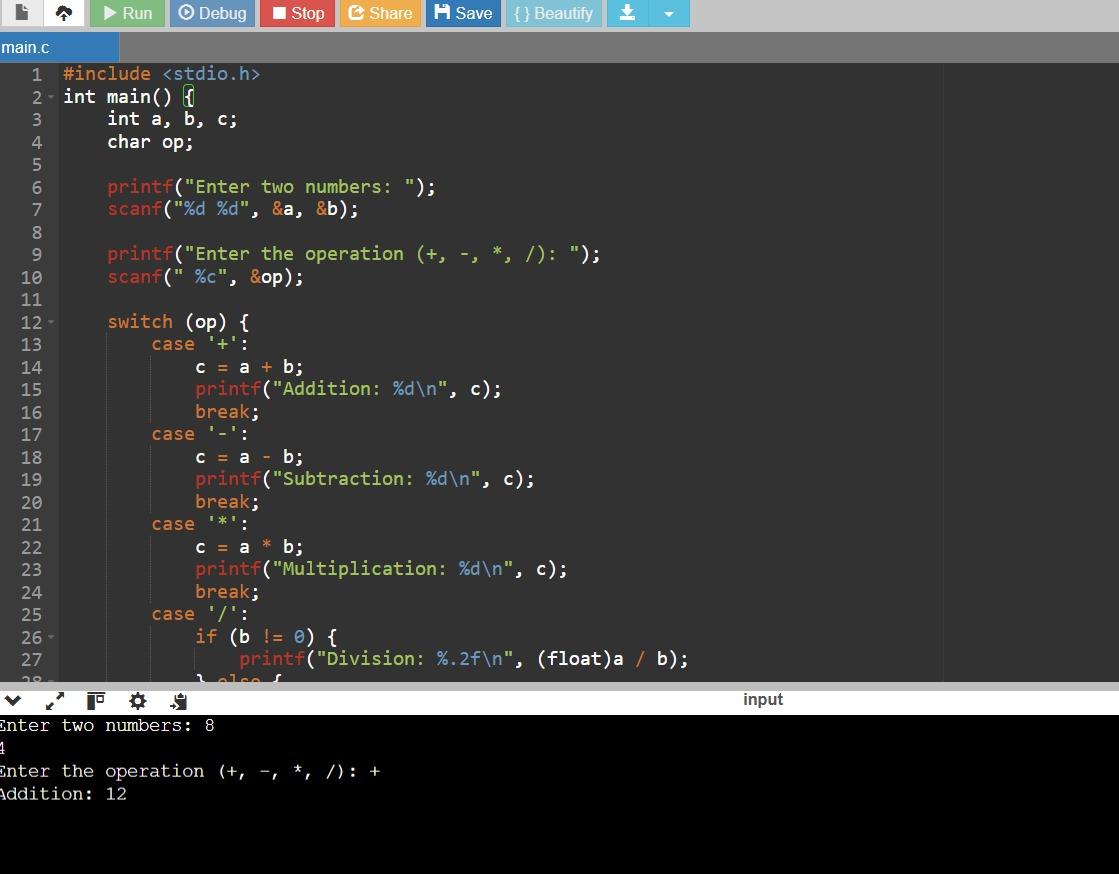 Run Debug Stop Share Save { } Beautify
main.c
1 #include <stdio.h>
2 int main() {
3     int a, b, c;
4     char op;
5
6     printf("Enter two numbers: ");
7     scanf("%d %d", &a, &b);
8
9     printf("Enter the operation (+, -, *, /): ");
10     scanf(" %c", &op);
11
12     switch (op) {
13         case '+':
14             c = a + b;
15             printf("Addition: %d\n", c);
16             break;
17         case '-':
18             c = a - b;
19             printf("Subtraction: %d\n", c);
20             break;
21         case '*':
22             c = a * b;
23             printf("Multiplication: %d\n", c);
24             break;
25         case '/':
26             if (b != 0) {
27                 printf("Division: %.2f\n", (float)a / b);
28             } else {
input
Enter two numbers: 8
4
Enter the operation (+, -, *, /): +
Addition: 12